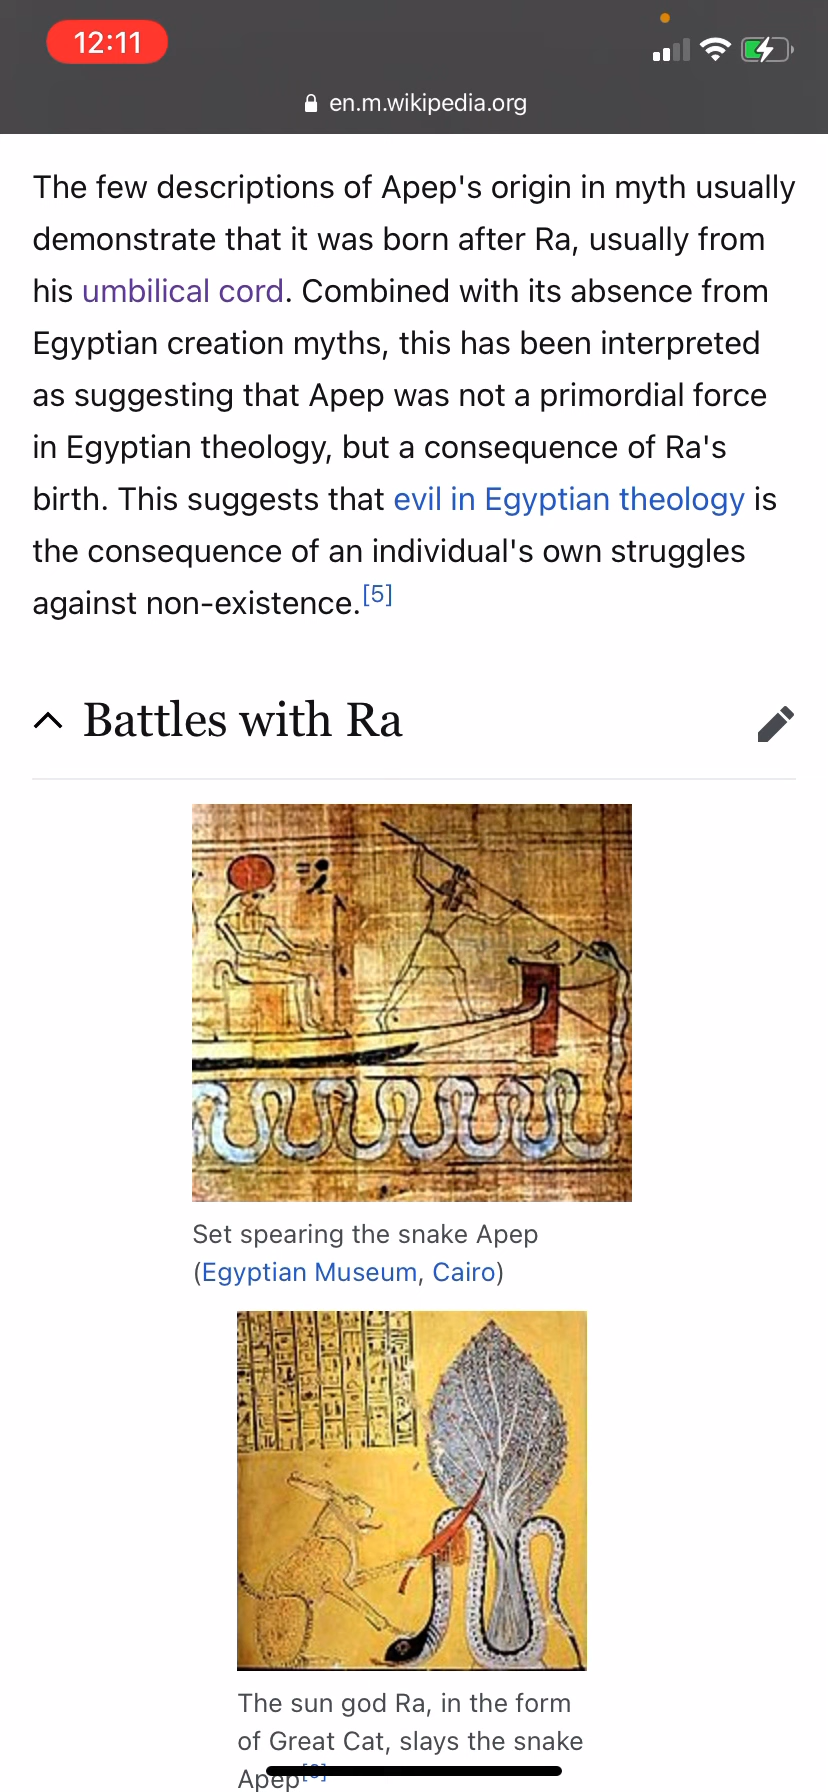 12:11
en.m.wikipedia.org
The few descriptions of Apep's origin in myth usually
demonstrate that it was born after Ra, usually from
his umbilical cord. Combined with its absence from
Egyptian creation myths, this has been interpreted
as suggesting that Apep was not a primordial force
in Egyptian theology, but a consequence of Ra's
birth. This suggests that evil in Egyptian theology is
the consequence of an individual's own struggles
against non-existence.[5]
Battles with Ra
Set spearing the snake Apep
(Egyptian Museum, Cairo)
The sun god Ra, in the form
of Great Cat, slays the snake
Apep